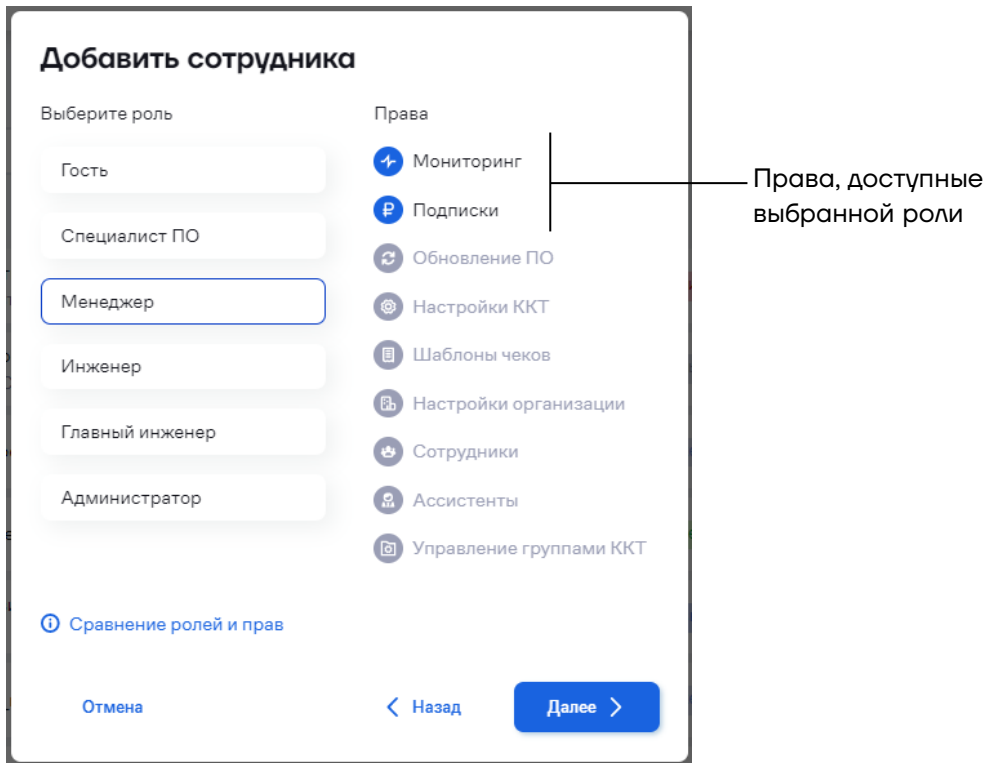 Добавить сотрудника
Выберите роль
Гость
Специалист ПО
Менеджер
Инженер
Главный инженер
Администратор
Права
Мониторинг
Подписки
Обновление ПО
Настройки ККТ
Шаблоны чеков
Настройки организации
Сотрудники
Ассистенты
Управление группами ККТ
Права, доступные
выбранной роли
Сравнение ролей и прав
Отмена
Назад
Далее